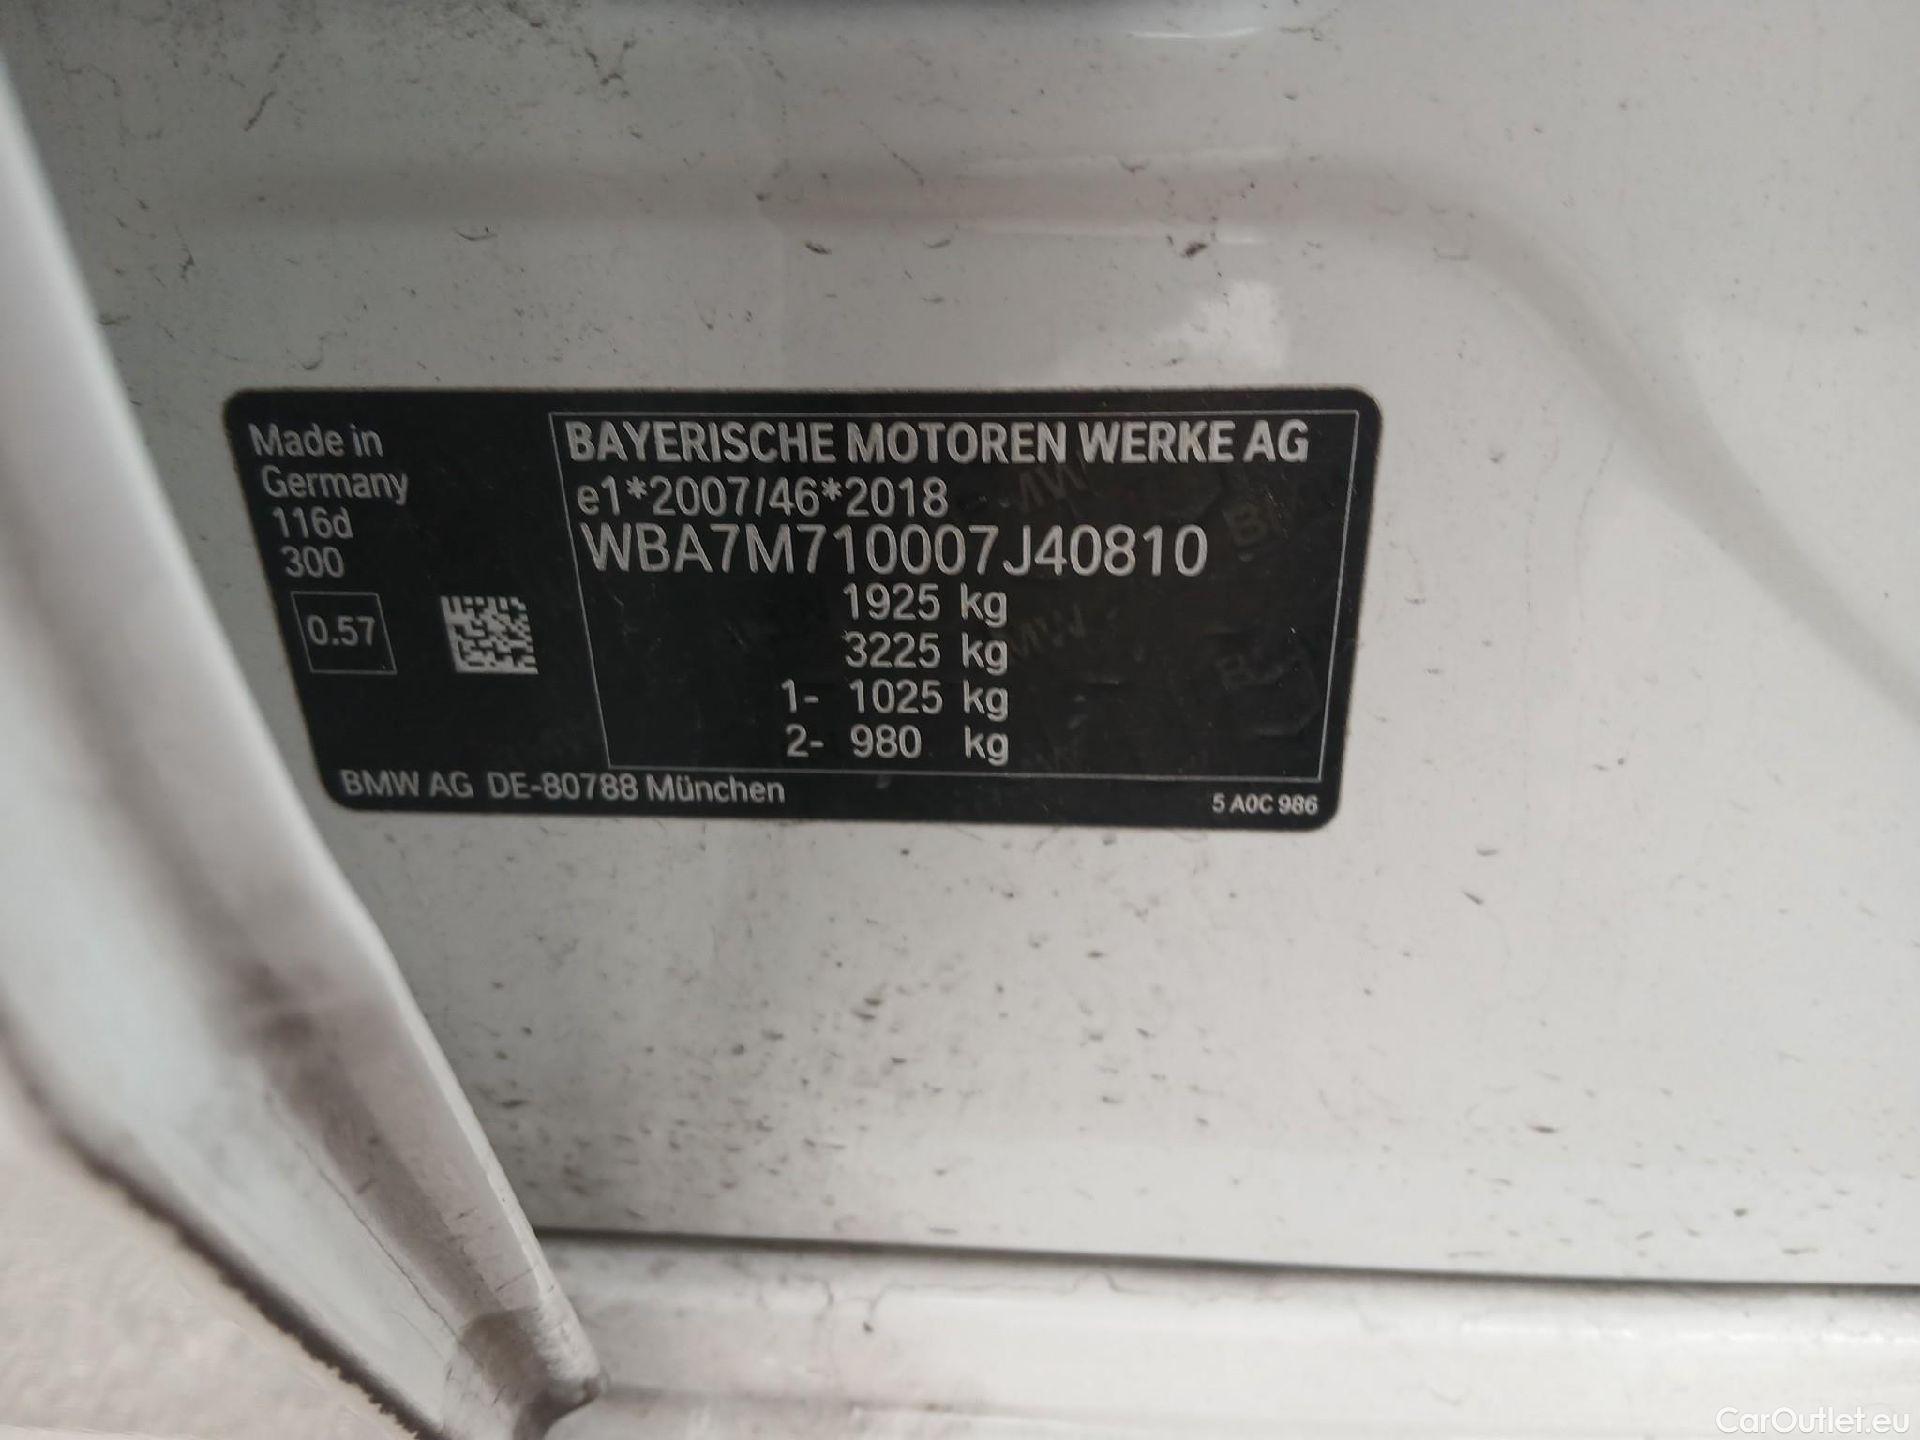 Made in
Germany
116d
300
0.57
BAYERISCHE MOTOREN WERKE AG
e1*2007/46*2018
WBA7M710007J40810
1925 kg
3225 kg
1- 1025 kg
2- 980 kg
BMW AG DE-80788 München
5 A0C 986
CarOutlet.eu